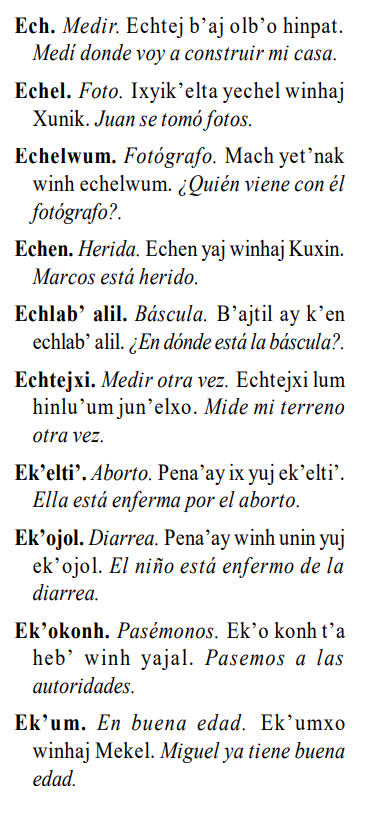 Ech. Medir. Echtej b’aj olb’o hinpat.
Medí donde voy a construir mi casa.
Echel. Foto. Ixyik’elta yechel winhaj
Xunik. Juan se tomó fotos.
Echelwum. Fotógrafo. Mach yet’nak
winh echelwum. ¿Quién viene con él
fotógrafo?.
Echen. Herida. Echen yaj winhaj Kuxin.
Marcos está herido.
Echlab’ alil. Báscula. B’ajtil ay k’en
echlab’ alil. ¿En dónde está la báscula?.
Echtejxi. Medir otra vez. Echtejxi lum
hinlu’um jun’elxo. Mide mi terreno
otra vez.
Ek’elti’. Aborto. Pena’ay ix yuj ek’elti’.
Ella está enferma por el aborto.
Ek’ojol. Diarrea. Pena’ay winh unin yuj
ek’ojol. El niño está enfermo de la
diarrea.
Ek’okonh. Pasémonos. Ek’o konh t’a
heb’ winh yajal. Pasemos a las
autoridades.
Ek’um. En buena edad. Ek’umxo
winhaj Mekel. Miguel ya tiene buena
edad.